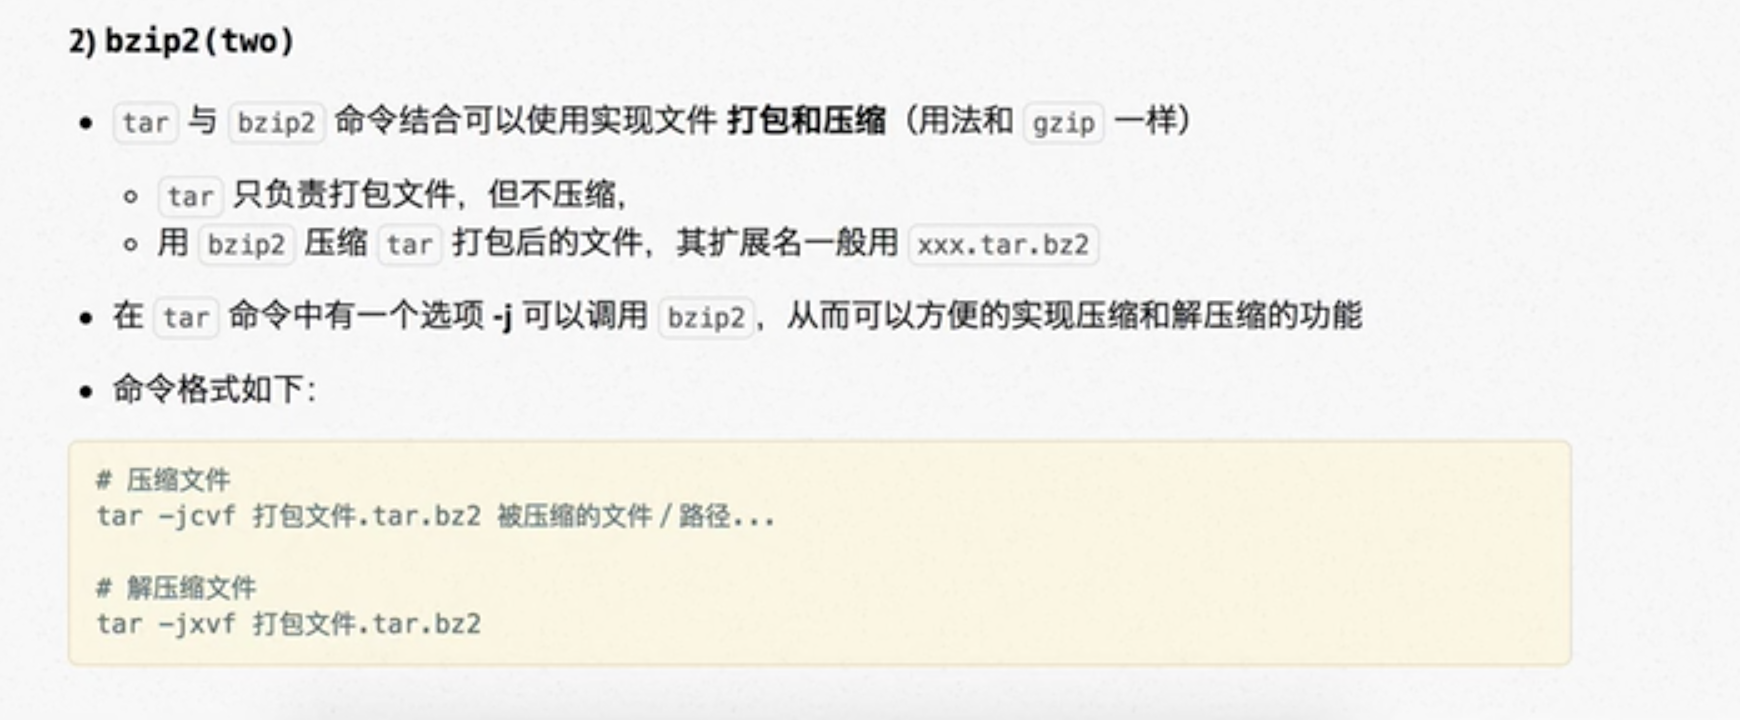 2) bzip2(two)
• tar 与 bzip2 命令结合可以使用实现文件 打包和压缩（用法和 gzip 一样）
◦ tar 只负责打包文件，但不压缩，
◦ 用 bzip2 压缩 tar 打包后的文件，其扩展名一般用 xxx.tar.bz2
• 在 tar 命令中有一个选项 -j 可以调用 bzip2，从而可以方便的实现压缩和解压缩的功能
• 命令格式如下：
# 压缩文件
tar -jcvf 打包文件.tar.bz2 被压缩的文件/路径...
# 解压缩文件
tar -jxvf 打包文件.tar.bz2